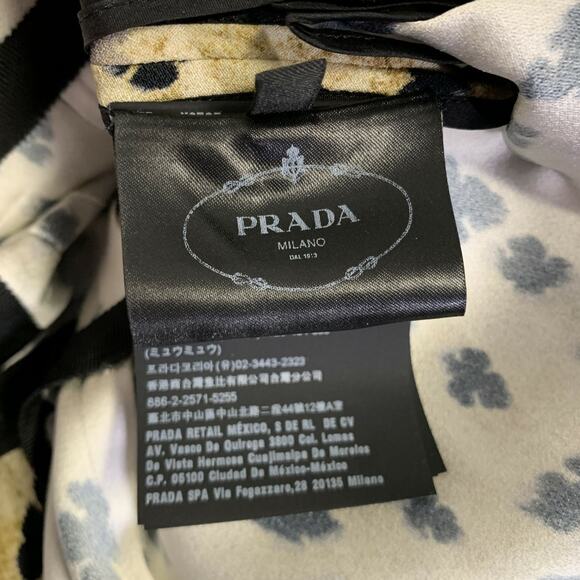 PRADA
MILANO
DAL 1913
(ミュウミュウ)
프라다코리아(유)02-3443-2323
香港商台灣魚比有限公司台灣分公司
886-2-2571-5255
臺北市中山區中山北路二段44號12樓A室
PRADA RETAIL MÉXICO, S DE RL DE CV
AV. Vasco De Quiroga 3800 Col. Lomas
De Vista Hermosa Cuajimalpa De Morelos
C.P. 05100 Ciudad De México-México
PRADA SPA Via Fogazzaro,28 20135 Milano